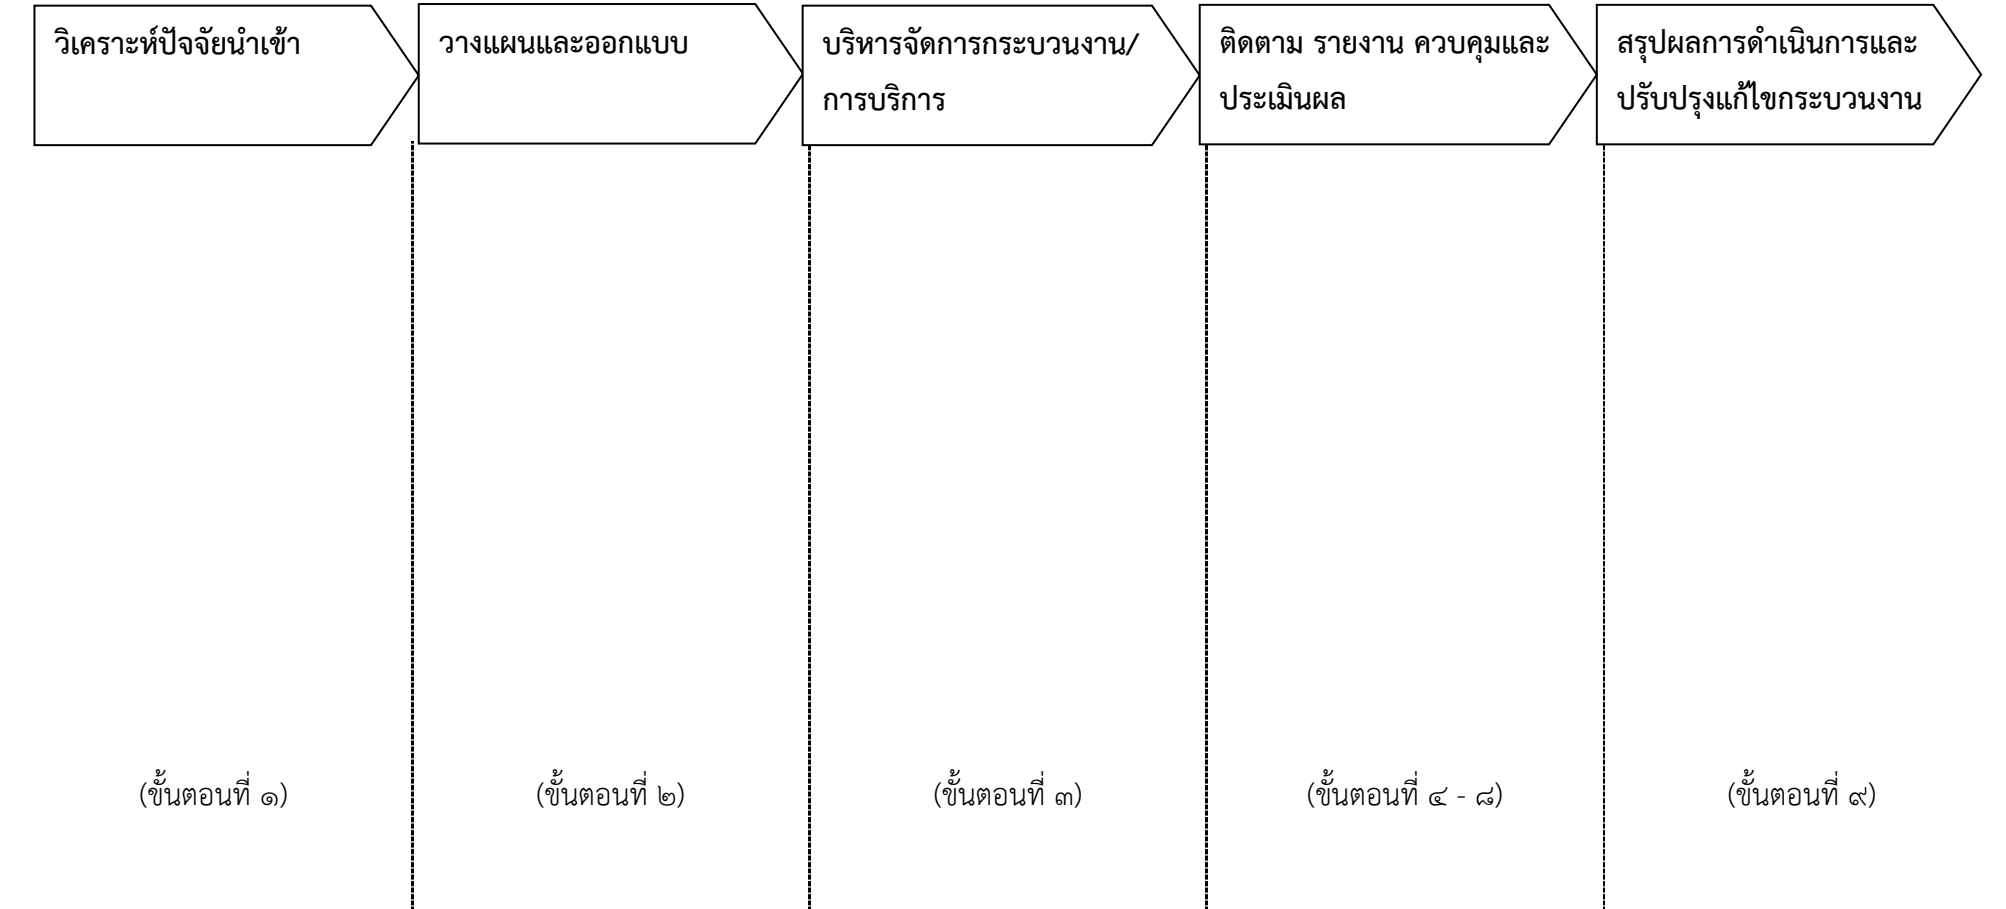 วิเคราะห์ปัจจัยนำเข้า
วางแผนและออกแบบ
บริหารจัดการกระบวนงาน/
การบริการ
ติดตาม รายงาน ควบคุมและ
ประเมินผล
สรุปผลการดำเนินการและ
ปรับปรุงแก้ไขกระบวนงาน
(ขั้นตอนที่ ๑)
(ขั้นตอนที่ ๒)
(ขั้นตอนที่ ๓)
(ขั้นตอนที่ ๔ - ๘)
(ขั้นตอนที่ ๙)